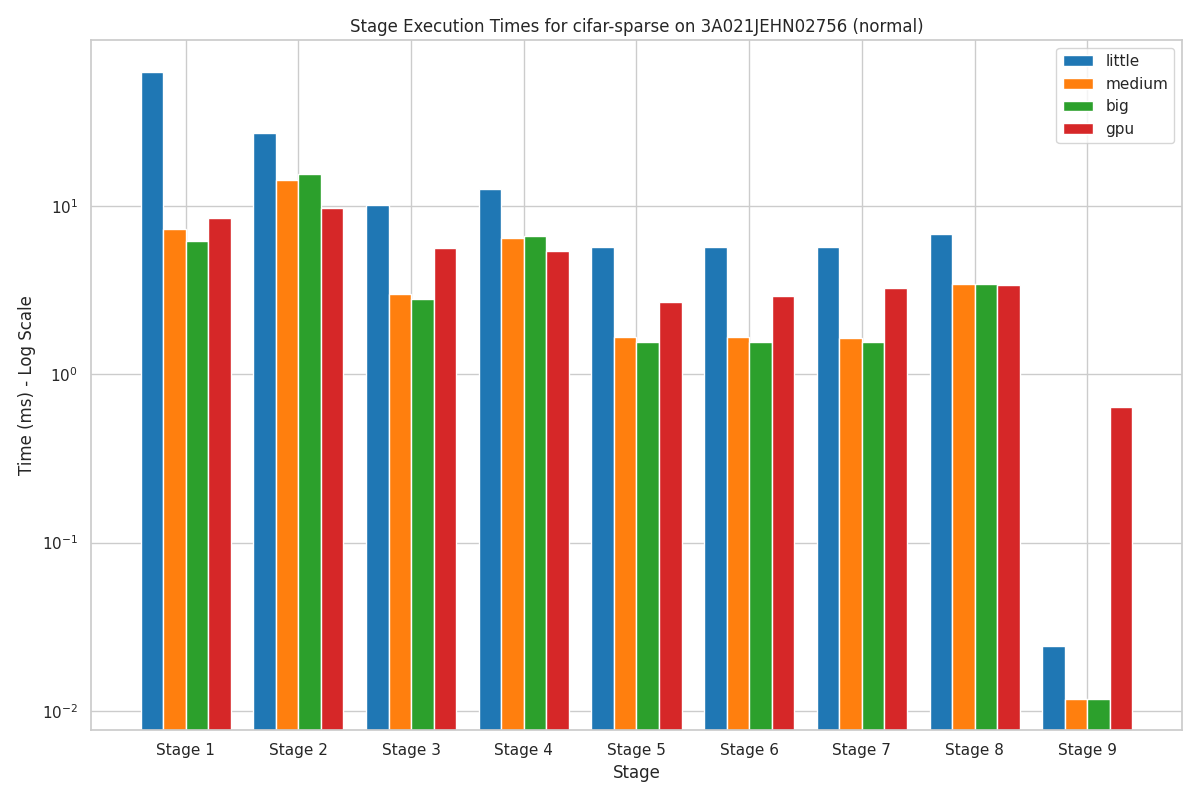 Stage Execution Times for cifar-sparse on 3A021JEHN02756 (normal)
little
medium
big
gpu
Time (ms) - Log Scale
10¹
10⁰
10⁻¹
10⁻²
Stage 1 Stage 2 Stage 3 Stage 4 Stage 5 Stage 6 Stage 7 Stage 8 Stage 9
Stage